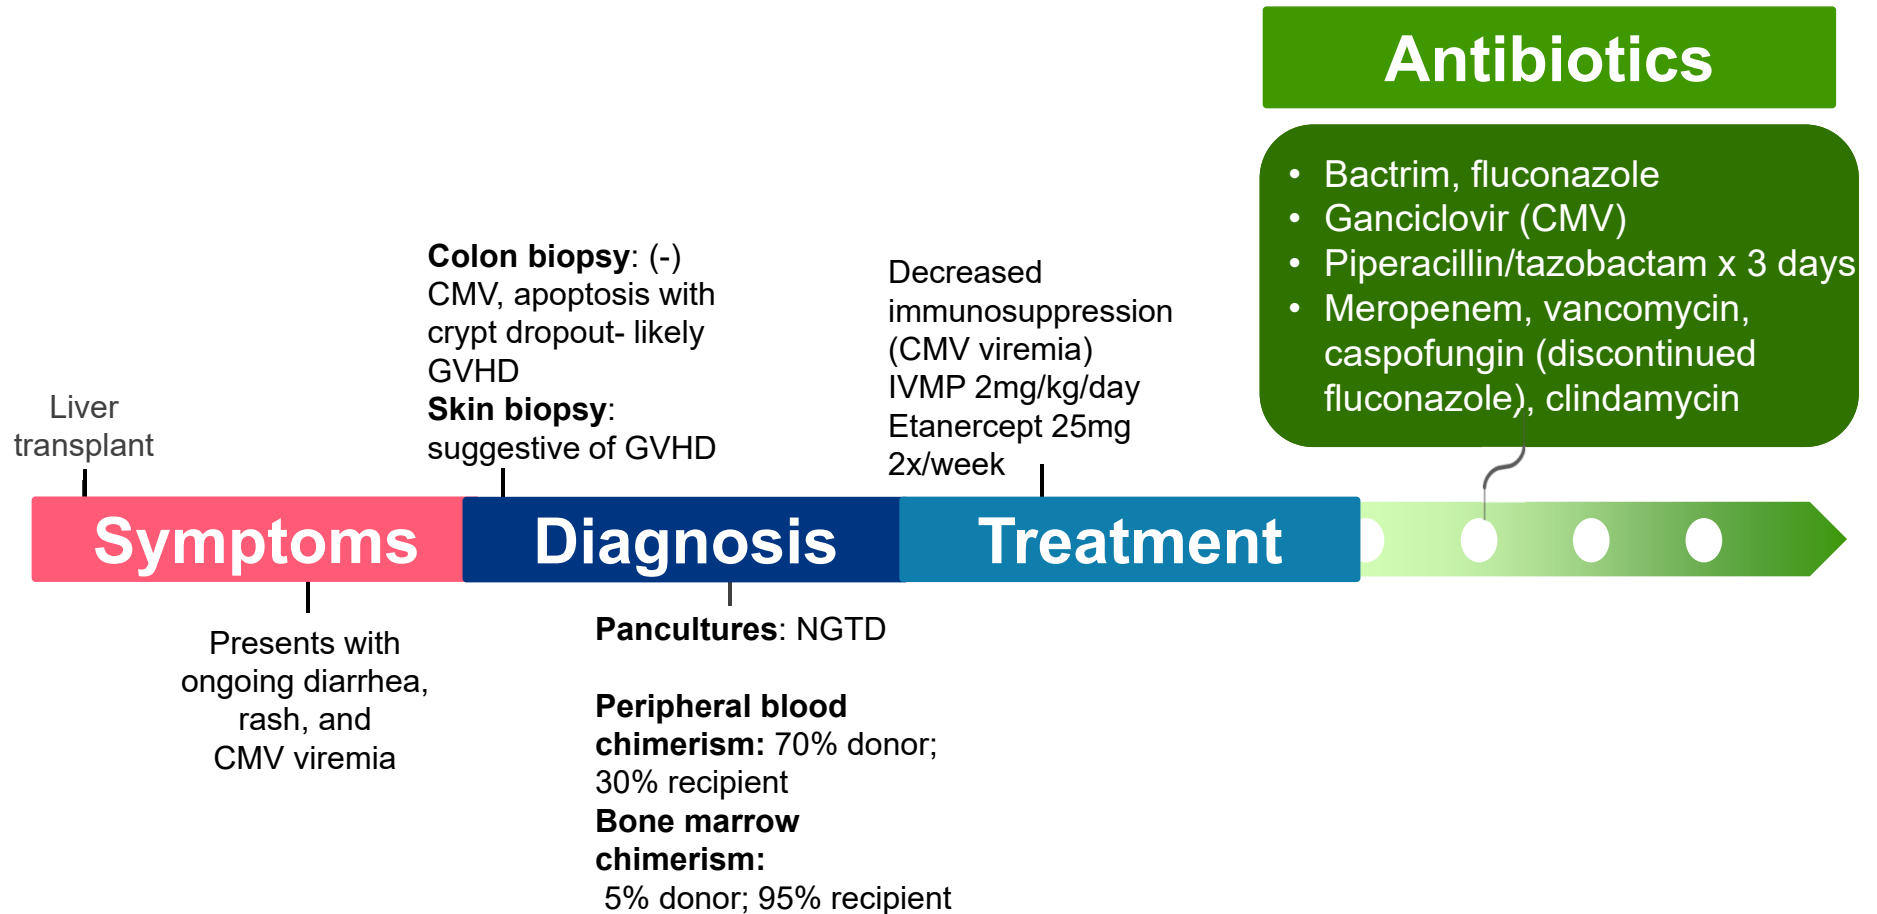 Antibiotics
• Bactrim, fluconazole
• Ganciclovir (CMV)
• Piperacillin/tazobactam x 3 days
• Meropenem, vancomycin,
caspofungin (discontinued
fluconazole), clindamycin
Liver
transplant
Colon biopsy: (-)
CMV, apoptosis with
crypt dropout- likely
GVHD
Skin biopsy:
suggestive of GVHD
Decreased
immunosuppression
(CMV viremia)
IVMP 2mg/kg/day
Etanercept 25mg
2x/week
Symptoms
Diagnosis
Treatment
Presents with
ongoing diarrhea,
rash, and
CMV viremia
Pancultures: NGTD
Peripheral blood
chimerism: 70% donor;
30% recipient
Bone marrow
chimerism:
5% donor; 95% recipient